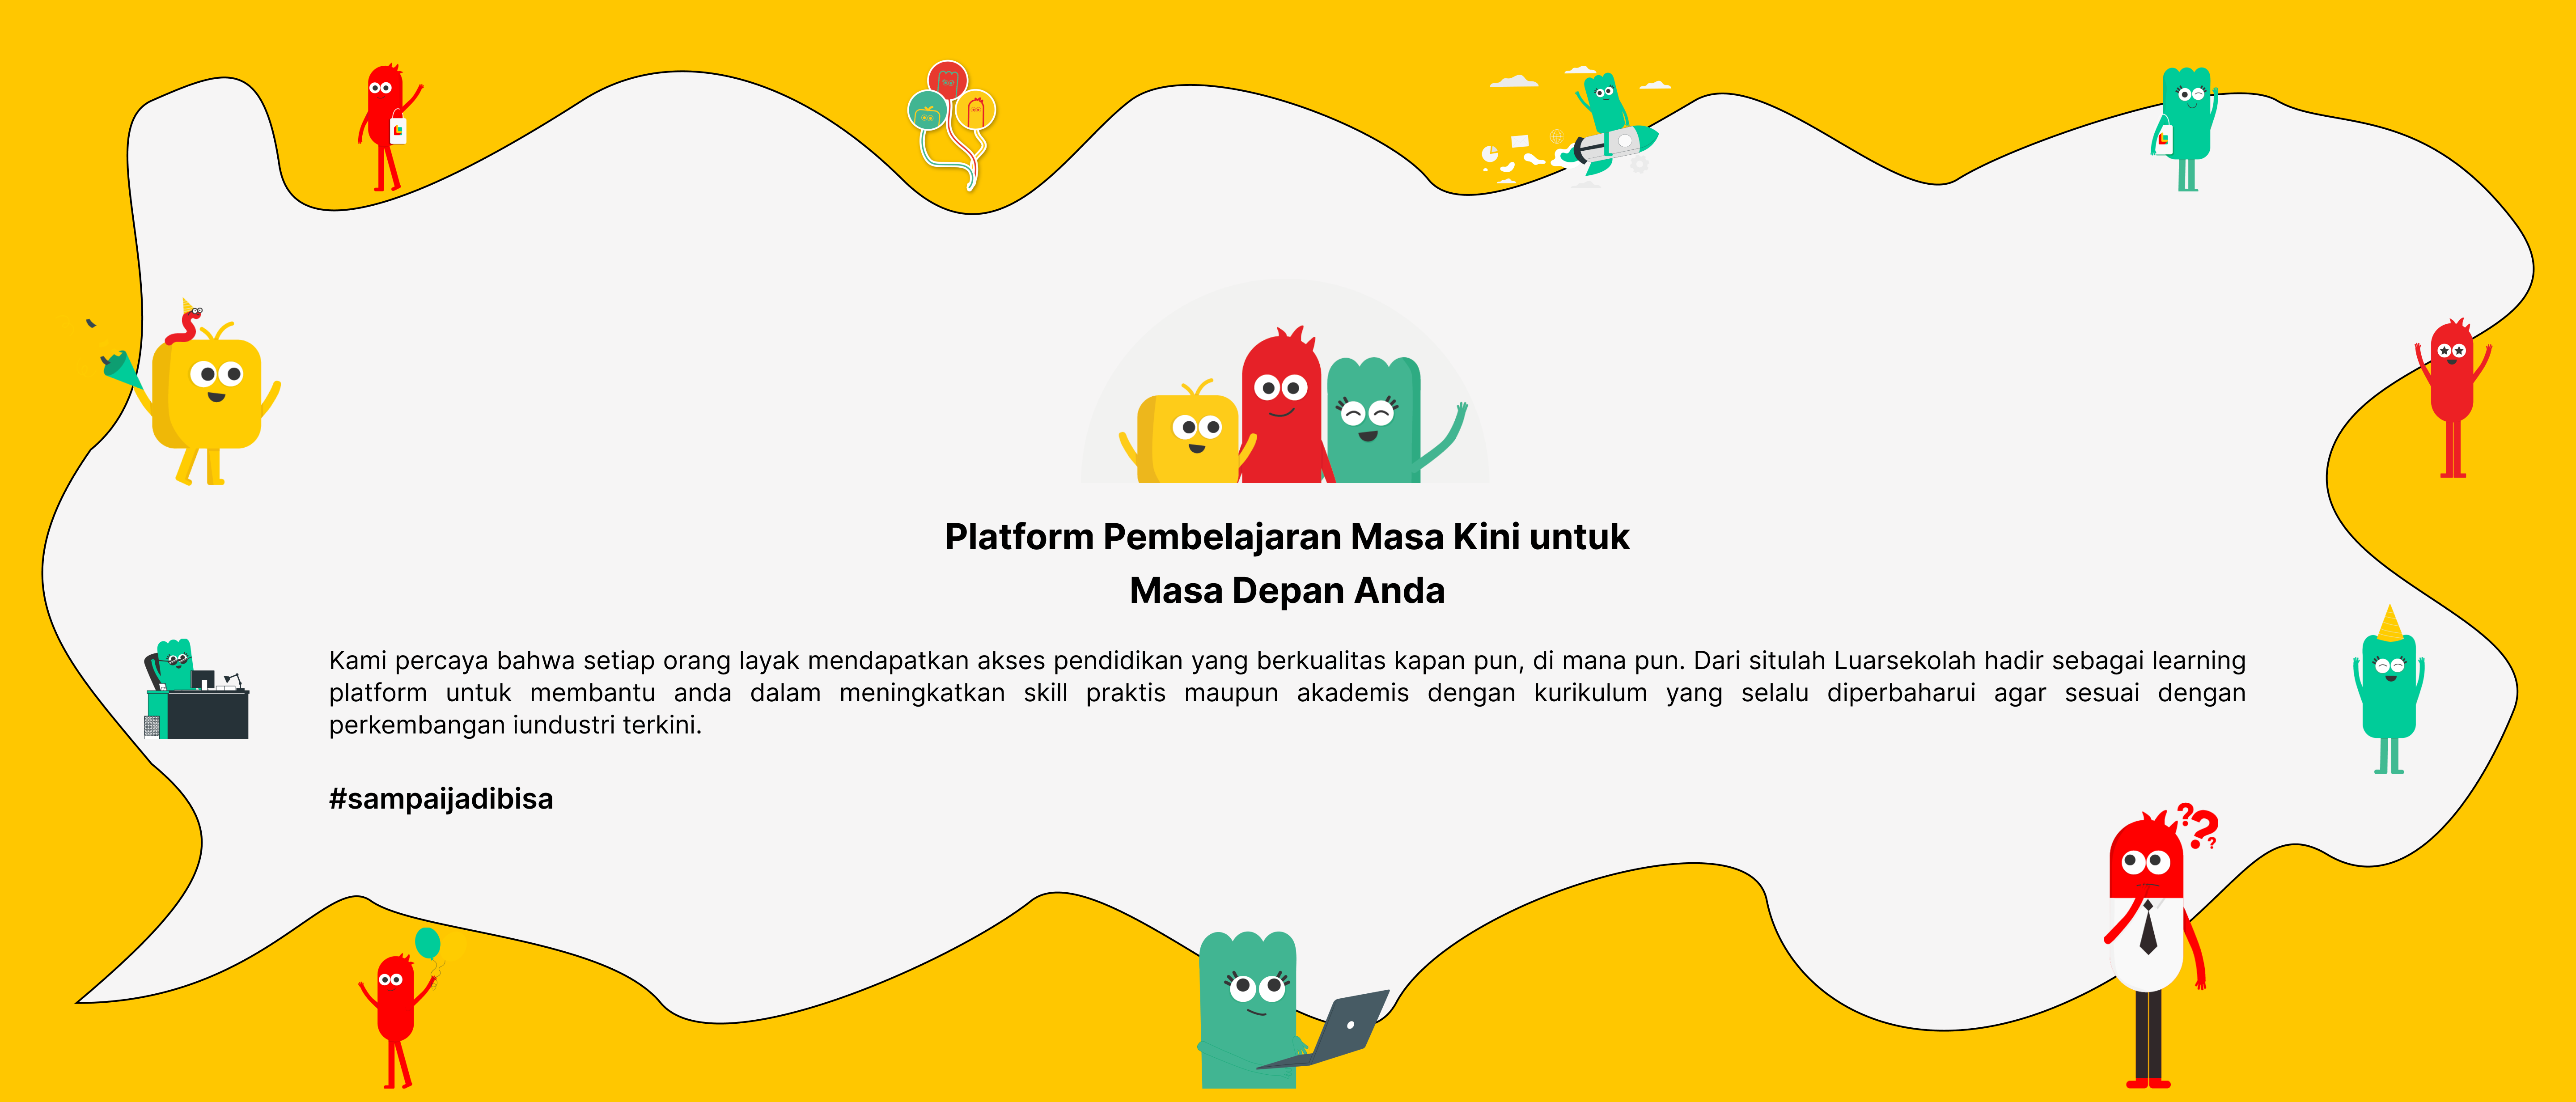 Platform Pembelajaran Masa Kini untuk
Masa Depan Anda
Kami percaya bahwa setiap orang layak mendapatkan akses pendidikan yang berkualitas kapan pun, di mana pun. Dari situlah Luarsekolah hadir sebagai learning
platform untuk membantu anda dalam meningkatkan skill praktis maupun akademis dengan kurikulum yang selalu diperbaharui agar sesuai dengan
perkembangan iundustri terkini.
#sampaijadibisa
???